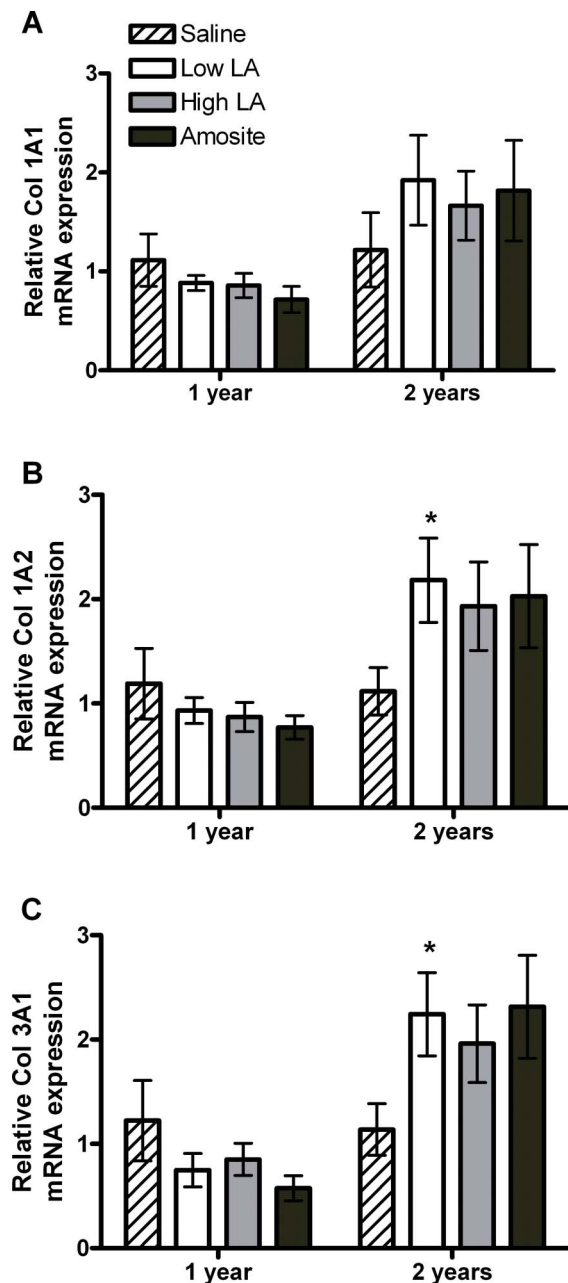 A
Saline
Low LA
High LA
Amosite
Relative Col 1A1
mRNA expression
3
2
1
0
1 year
2 years
B
Relative Col 1A2
mRNA expression
3
2
1
0
*
1 year
2 years
C
Relative Col 3A1
mRNA expression
3
2
1
0
*
1 year
2 years